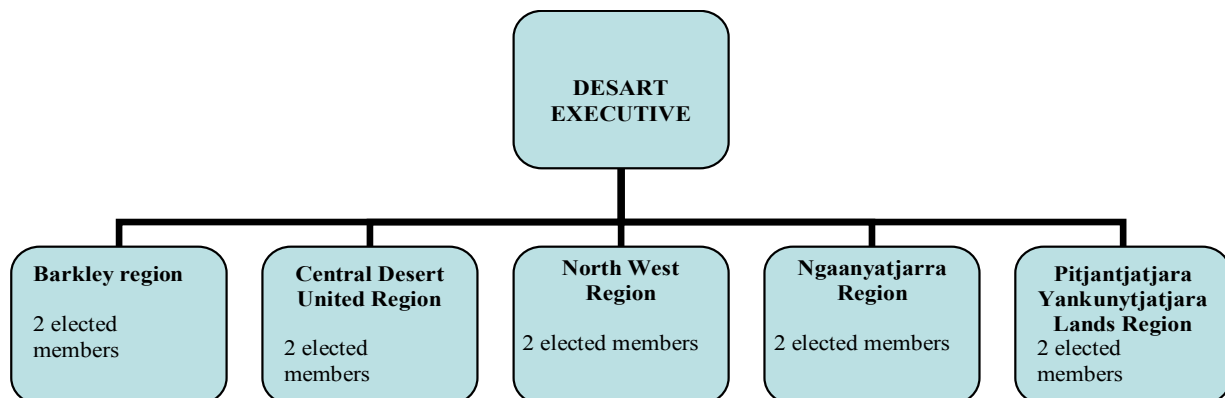 DESART
EXECUTIVE
Barkley region
2 elected
members
Central Desert
United Region
2 elected
members
North West
Region
2 elected members
Ngaanyatjarra
Region
2 elected members
Pitjantjatjara
Yankunytjatjara
Lands Region
2 elected
members